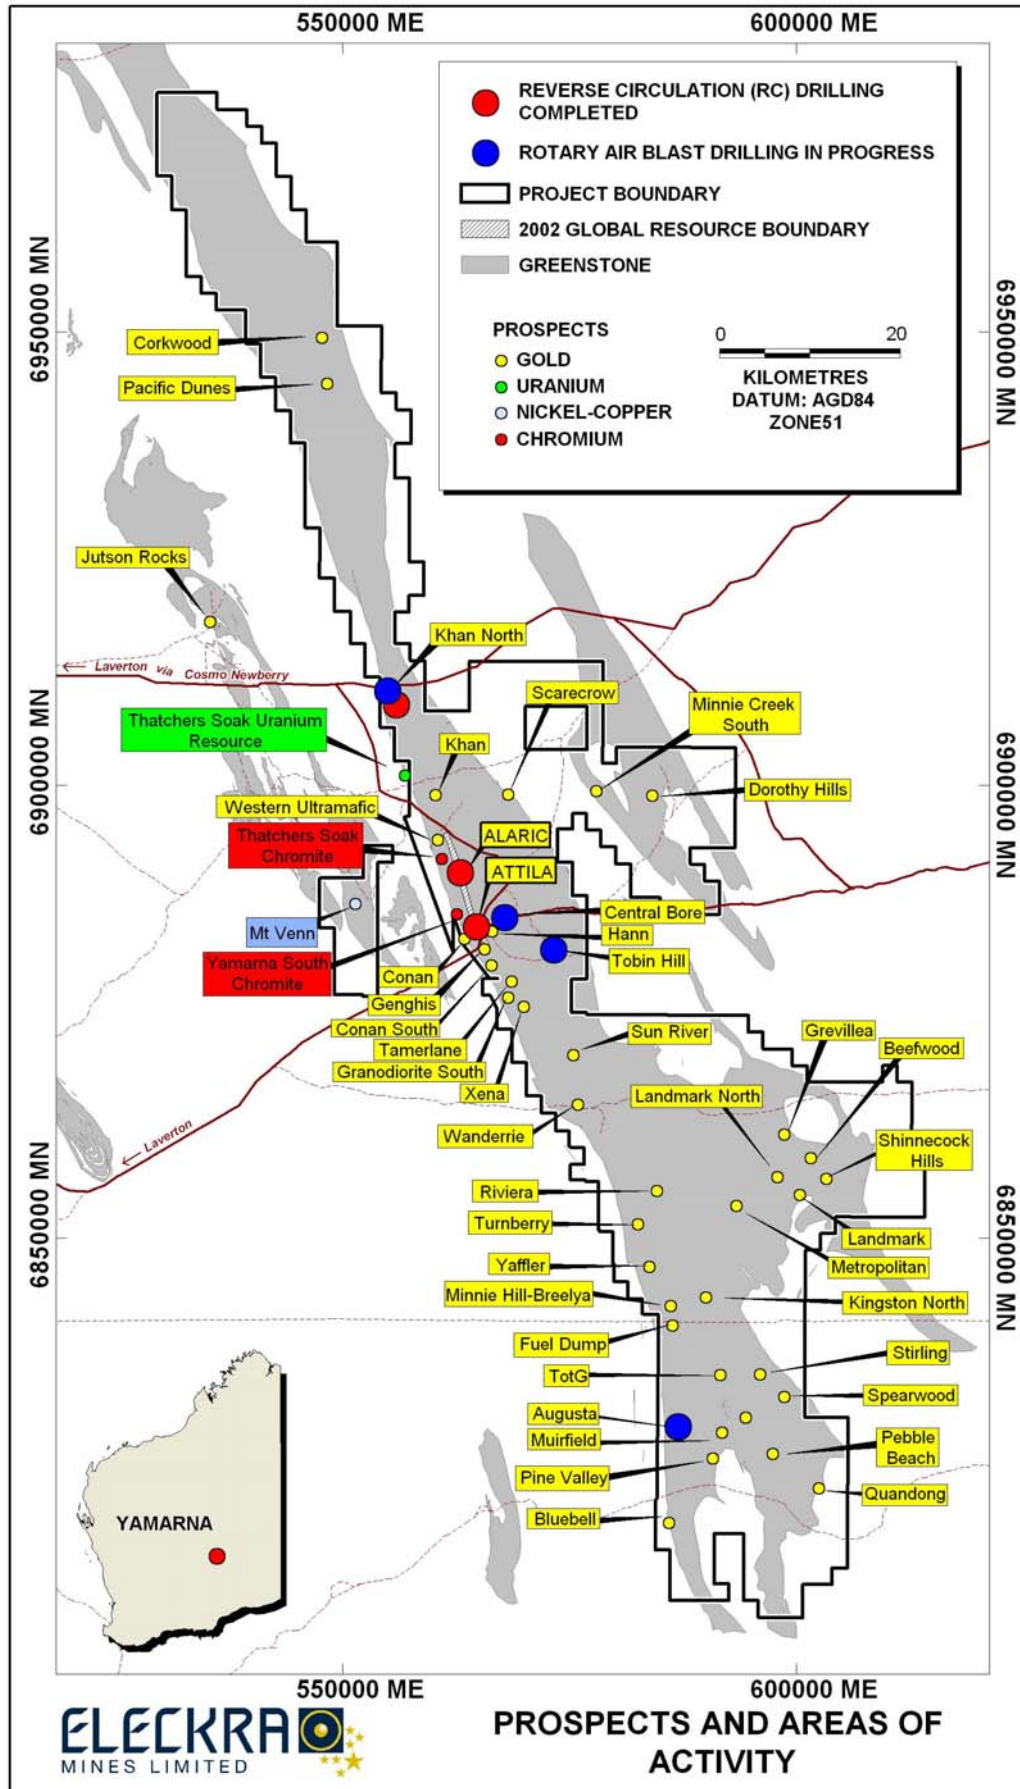 550000 ME
600000 ME
REVERSE CIRCULATION (RC) DRILLING
COMPLETED
ROTARY AIR BLAST DRILLING IN PROGRESS
PROJECT BOUNDARY
2002 GLOBAL RESOURCE BOUNDARY
GREENSTONE
PROSPECTS
GOLD
URANIUM
NICKEL-COPPER
CHROMIUM
0
20
KILOMETRES
DATUM: AGD84
ZONE51
6950000 MN
6950000 MN
Corkwood
Pacific Dunes
Jutson Rocks
Khan North
← Laverton via Cosmo Newberry
Scarecrow
Minnie Creek
South
Thatchers Soak Uranium
Resource
Khan
6900000 MN
6900000 MN
Dorothy Hills
Western Ultramafic
Thatchers Soak
Chromite
ALARIC
ATTILA
Central Bore
Mt Venn
Hann
Tobin Hill
Yamarna South
Chromite
Conan
Genghis
Conan South
Tamerlane
Granodiorite South
Xena
Sun River
Grevillea
Beefwood
Landmark North
Wanderrie
Shinnecock
Hills
← Laverton
Riviera
Turnberry
Landmark
6850000 MN
6850000 MN
Yaffler
Metropolitan
Minnie Hill-Breelya
Kingston North
Fuel Dump
Stirling
TotG
Spearwood
Augusta
Muirfield
Pebble
Beach
Pine Valley
Quandong
Bluebell
YAMARNA
550000 ME
600000 ME
ELECKRA
MINES LIMITED
PROSPECTS AND AREAS OF
ACTIVITY